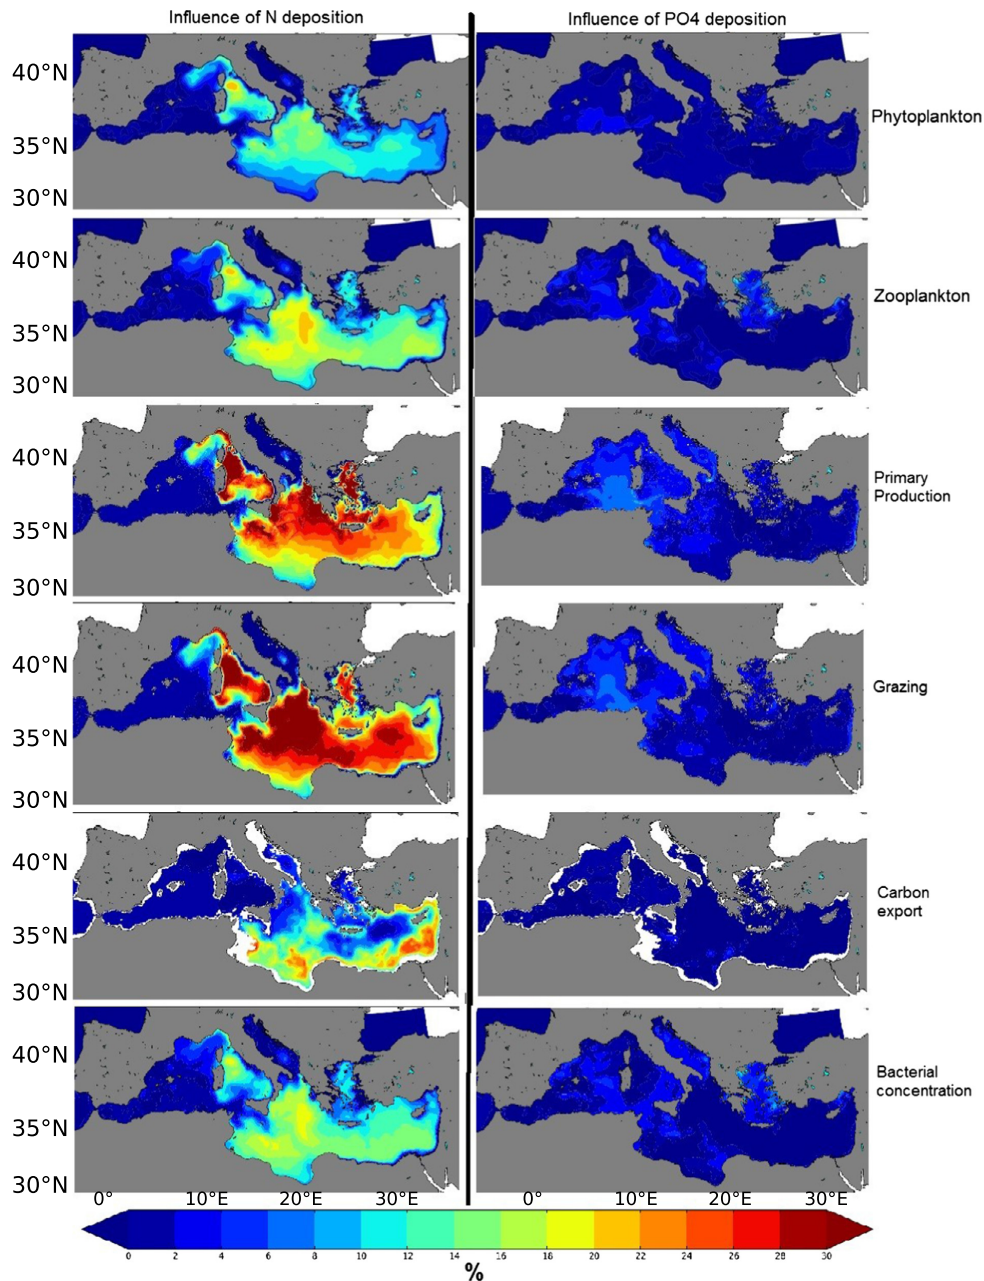 Influence of N deposition
Influence of PO4 deposition
40°N
35°N
30°N
Phytoplankton
40°N
35°N
30°N
Zooplankton
40°N
35°N
30°N
Primary
Production
40°N
35°N
30°N
Grazing
40°N
35°N
30°N
Carbon
export
40°N
35°N
30°N
Bacterial
concentration
0° 10°E 20°E 30°E
0° 10°E 20°E 30°E
0 2 4 6 8 10 12 14 16 18 20 22 24 26 28 30
%